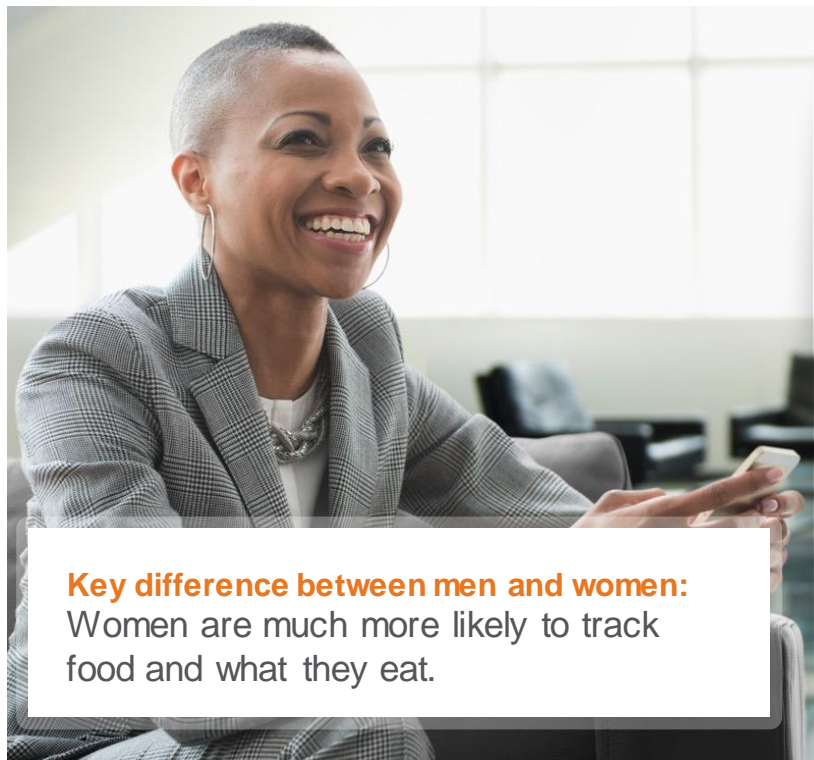 Key difference between men and women:
Women are much more likely to track
food and what they eat.